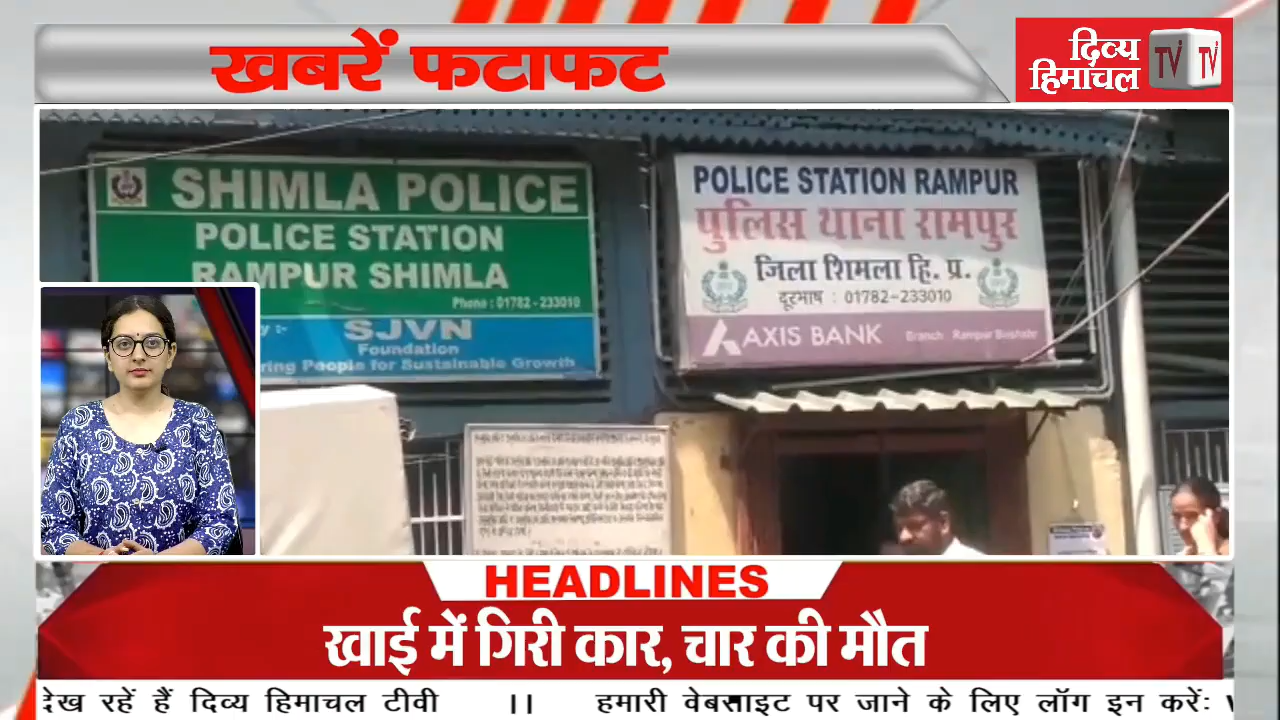 खबरें फटाफट
दिव्य
हिमाचल
TV TV
SHIMLA POLICE
POLICE STATION
RAMPUR SHIMLA
Phone : 01782 - 233010
y :-
SJVN
Foundation
ring People for Sustainable Growth
POLICE STATION RAMPUR
पुलिस थाना रामपुर
जिला शिमला हि. प्र.
दूरभाष : 01782-233010
AXIS BANK
Branch Rampur Bushahr
HEADLINES
खाई में गिरी कार, चार की मौत
देख रहें हैं दिव्य हिमाचल टीवी || हमारी वेबसाइट पर जाने के लिए लॉग इन करें: